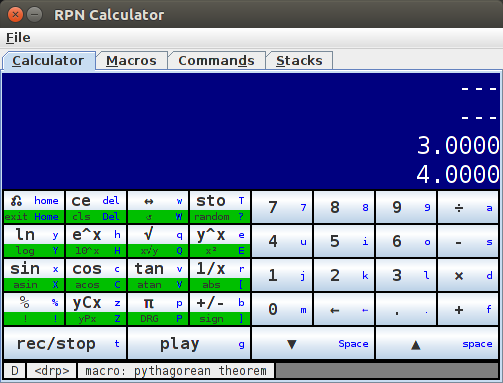 RPN Calculator
File
Calculator Macros Commands Stacks
---
---
3.0000
4.0000
home ce del ↔ w sto T 7 7 8 8 9 9 ÷ a
exit Home cls Del ↺ W random ?
ln y e^x h √ q y^x e 4 u 5 i 6 o - s
log Y 10^x H x√y Q x² E
sin x cos c tan v 1/x r 1 j 2 k 3 l × d
asin X acos C atan V abs [
% % yCx z π p +/- b 0 m ← ← . . + f
! ! yPx Z DRG P sign ]
rec/stop t play g ▼ Space ▲ space
D <drp> macro: pythagorean theorem